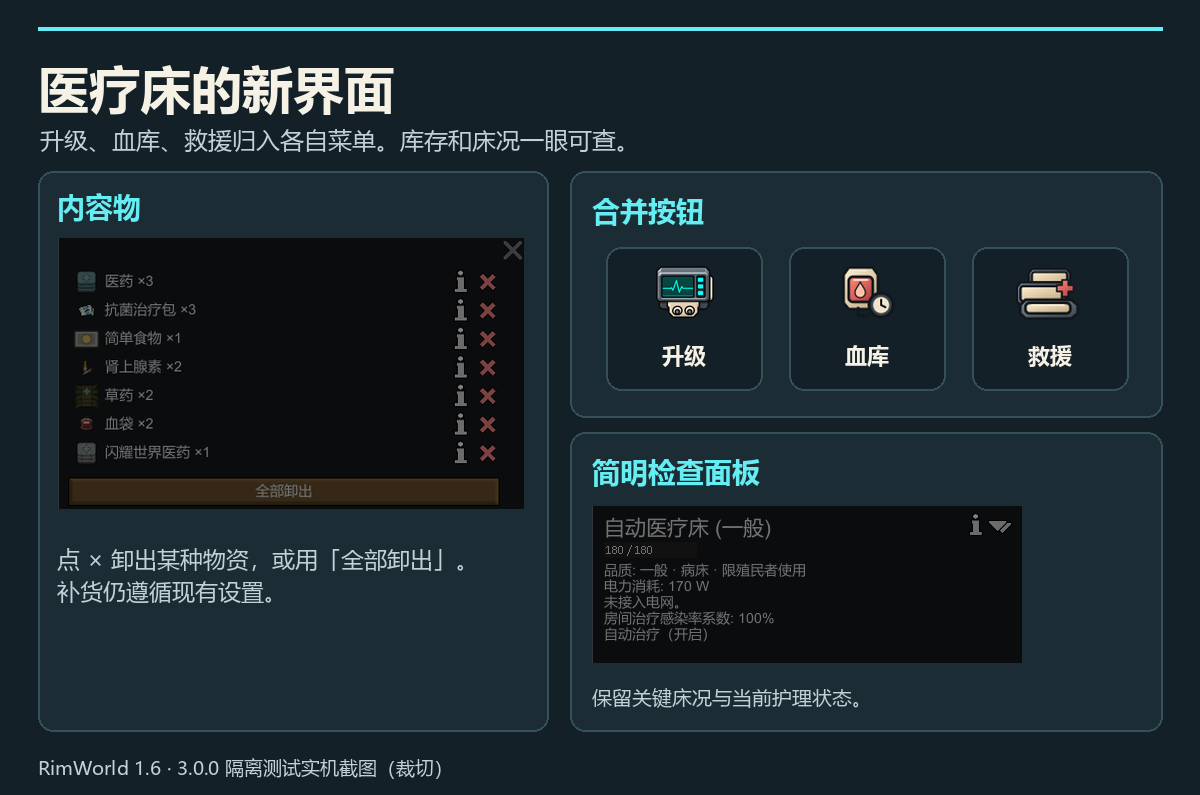 医疗床的新界面
升级、血库、救援归入各自菜单。库存和床况一眼可查。
内容物
医药 ×3
抗菌治疗包 ×3
简单食物 ×1
肾上腺素 ×2
草药 ×2
血袋 ×2
闪耀世界医药 ×1
全部卸出
点 × 卸出某种物资，或用「全部卸出」。
补货仍遵循现有设置。
合并按钮
升级
血库
救援
简明检查面板
自动医疗床 (一般)
180 / 180
品质: 一般 · 病床 · 限殖民者使用
电力消耗: 170 W
未接入电网。
房间治疗感染率系数: 100%
自动治疗（开启）
保留关键床况与当前护理状态。
RimWorld 1.6 · 3.0.0 隔离测试实机截图（裁切）